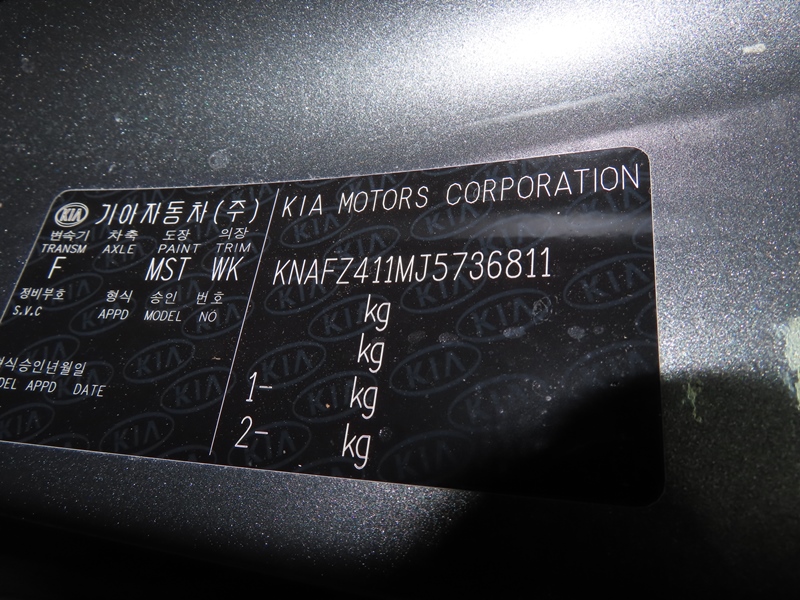 KIA 기아자동차(주)
변속기 차축 도장 의장
TRANSM AXLE PAINT TRIM
F MST WK
정비부호 형식 승인 번호
S.V.C APPD MODEL NO
형식승인년월일
DEL APPD DATE
KIA MOTORS CORPORATION
KNAFZ411MJ5736811
kg
kg
1- kg
2- kg